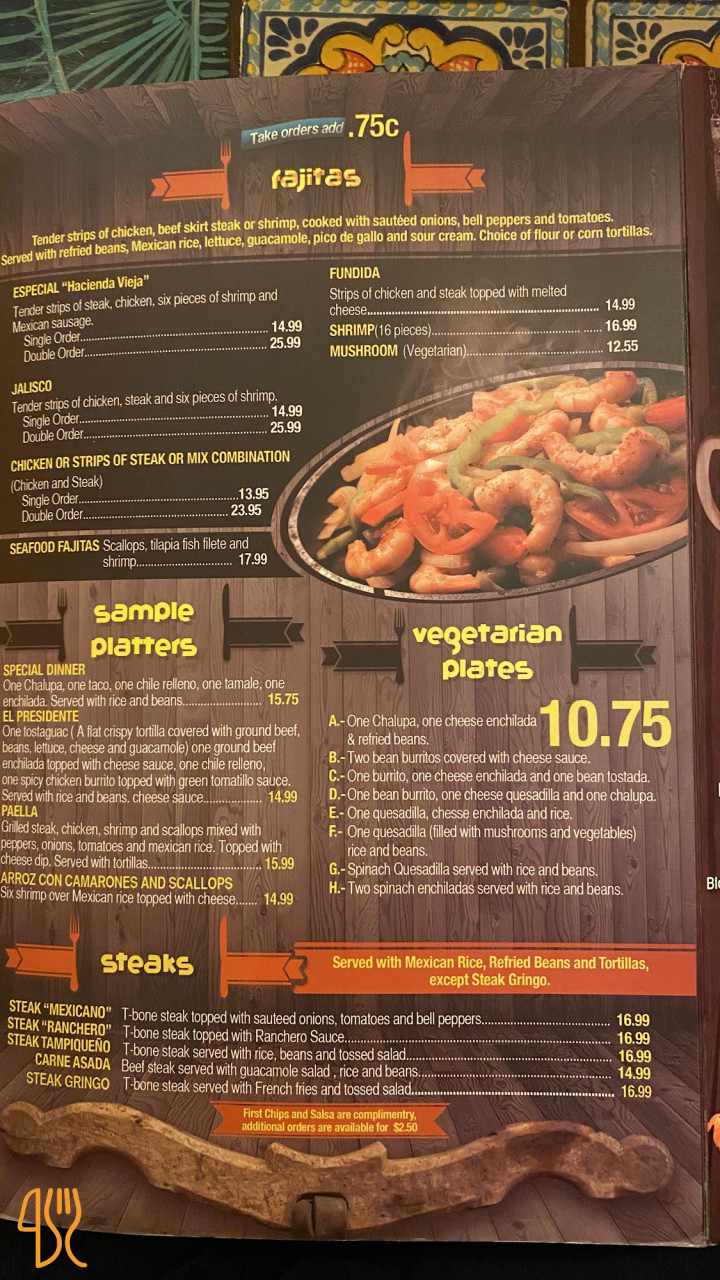 Take orders add .75c
fajitas
Tender strips of chicken, beef skirt steak or shrimp, cooked with sautéed onions, bell peppers and tomatoes.
Served with refried beans, Mexican rice, lettuce, guacamole, pico de gallo and sour cream. Choice of flour or corn tortillas.
ESPECIAL "Hacienda Vieja"
Tender strips of steak, chicken, six pieces of shrimp and
Mexican sausage.
Single Order 14.99
Double Order 25.99
JALISCO
Tender strips of chicken, steak and six pieces of shrimp.
Single Order 14.99
Double Order 25.99
CHICKEN OR STRIPS OF STEAK OR MIX COMBINATION
(Chicken and Steak)
Single Order 13.95
Double Order 23.95
SEAFOOD FAJITAS Scallops, tilapia fish filete and
shrimp 17.99
FUNDIDA
Strips of chicken and steak topped with melted
cheese 14.99
SHRIMP (16 pieces) 16.99
MUSHROOM (Vegetarian) 12.55
sample
platters
SPECIAL DINNER
One Chalupa, one taco, one chile relleno, one tamale, one
enchilada. Served with rice and beans 15.75
EL PRESIDENTE
One tostaguac ( A flat crispy tortilla covered with ground beef,
beans, lettuce, cheese and guacamole) one ground beef
enchilada topped with cheese sauce, one chile relleno,
one spicy chicken burrito topped with green tomatillo sauce.
Served with rice and beans. cheese sauce 14.99
PAELLA
Grilled steak, chicken, shrimp and scallops mixed with
peppers, onions, tomatoes and mexican rice. Topped with
cheese dip. Served with tortillas 15.99
ARROZ CON CAMARONES AND SCALLOPS
Six shrimp over Mexican rice topped with cheese 14.99
vegetarian
plates
10.75
A.- One Chalupa, one cheese enchilada
& refried beans.
B.- Two bean burritos covered with cheese sauce.
C.- One burrito, one cheese enchilada and one bean tostada.
D.- One bean burrito, one cheese quesadilla and one chalupa.
E.- One quesadilla, chesse enchilada and rice.
F.- One quesadilla (filled with mushrooms and vegetables)
rice and beans.
G.- Spinach Quesadilla served with rice and beans.
H.- Two spinach enchiladas served with rice and beans.
steaks
Served with Mexican Rice, Refried Beans and Tortillas,
except Steak Gringo.
STEAK "MEXICANO" T-bone steak topped with sauteed onions, tomatoes and bell peppers 16.99
STEAK "RANCHERO" T-bone steak topped with Ranchero Sauce 16.99
STEAK TAMPIQUEÑO T-bone steak served with rice, beans and tossed salad 16.99
CARNE ASADA Beef steak served with guacamole salad , rice and beans 14.99
STEAK GRINGO T-bone steak served with French fries and tossed salad 16.99
First Chips and Salsa are complimentry,
additional orders are available for $2.50